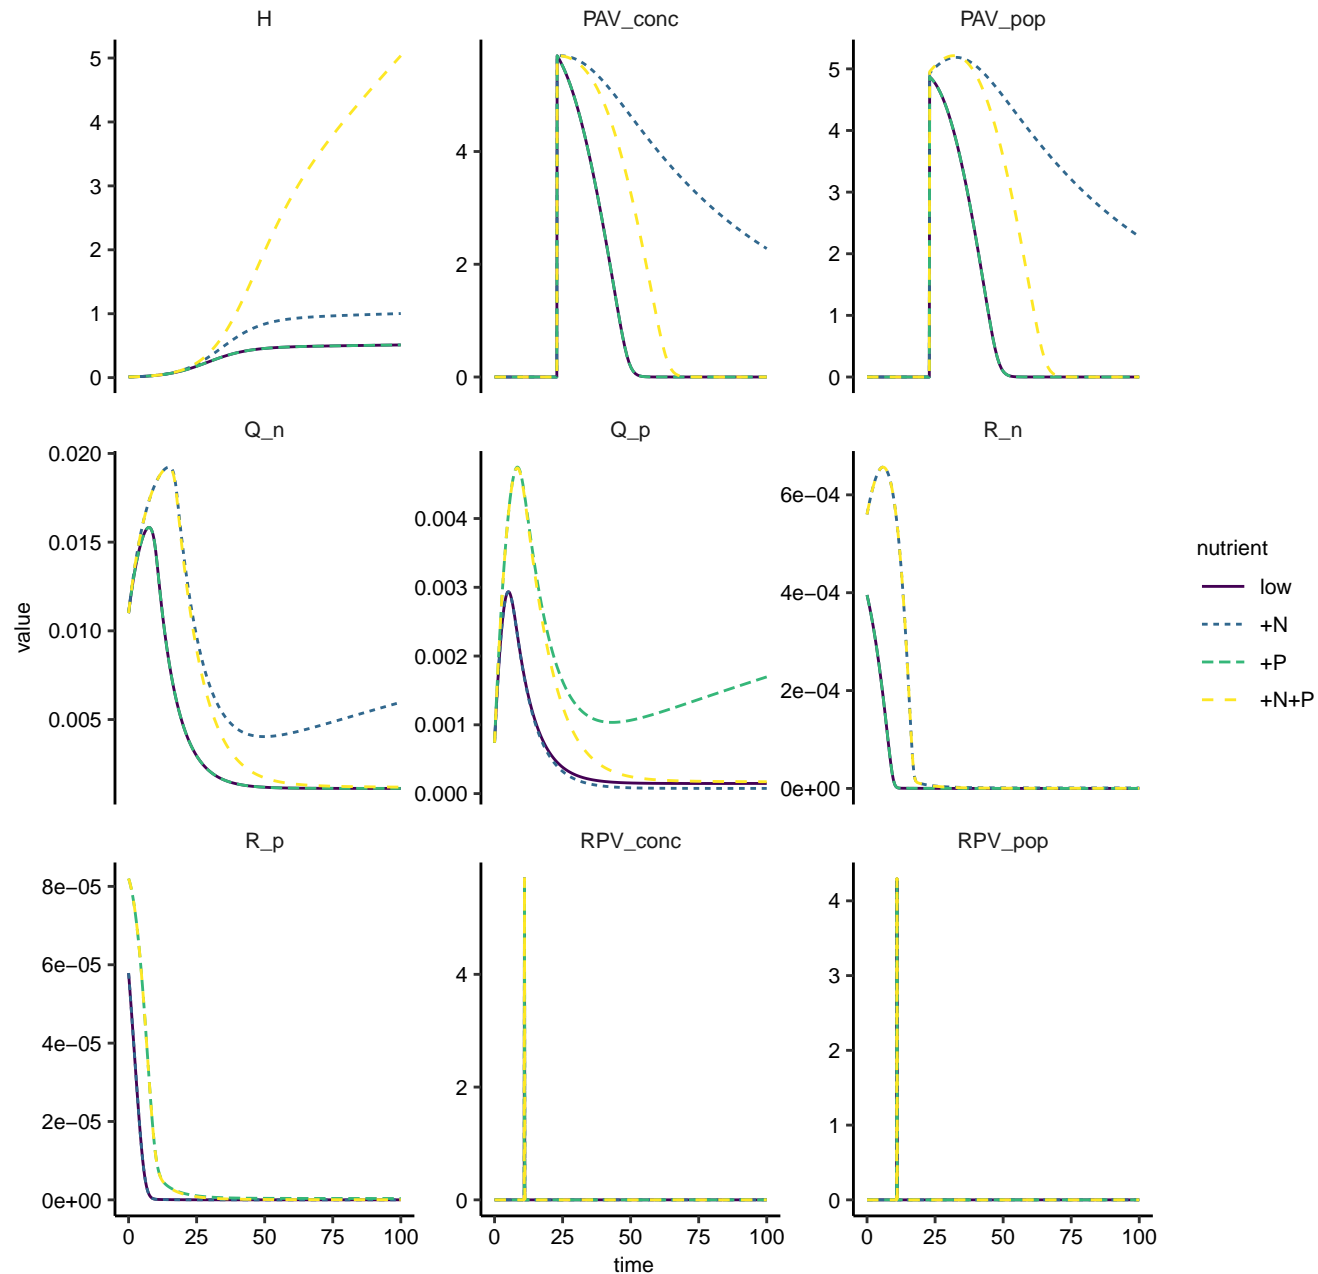 H
PAV_conc
PAV_pop
5
4
3
2
1
0
4
2
0
5
4
3
2
1
0
Q_n
Q_p
R_n
0.020
0.015
0.010
0.005
0.004
0.003
0.002
0.001
0.000
6e−04
4e−04
2e−04
0e+00
R_p
RPV_conc
RPV_pop
8e−05
6e−05
4e−05
2e−05
0e+00
4
2
0
4
3
2
1
0
0 25 50 75 100
0 25 50 75 100
0 25 50 75 100
time
value
nutrient
low
+N
+P
+N+P